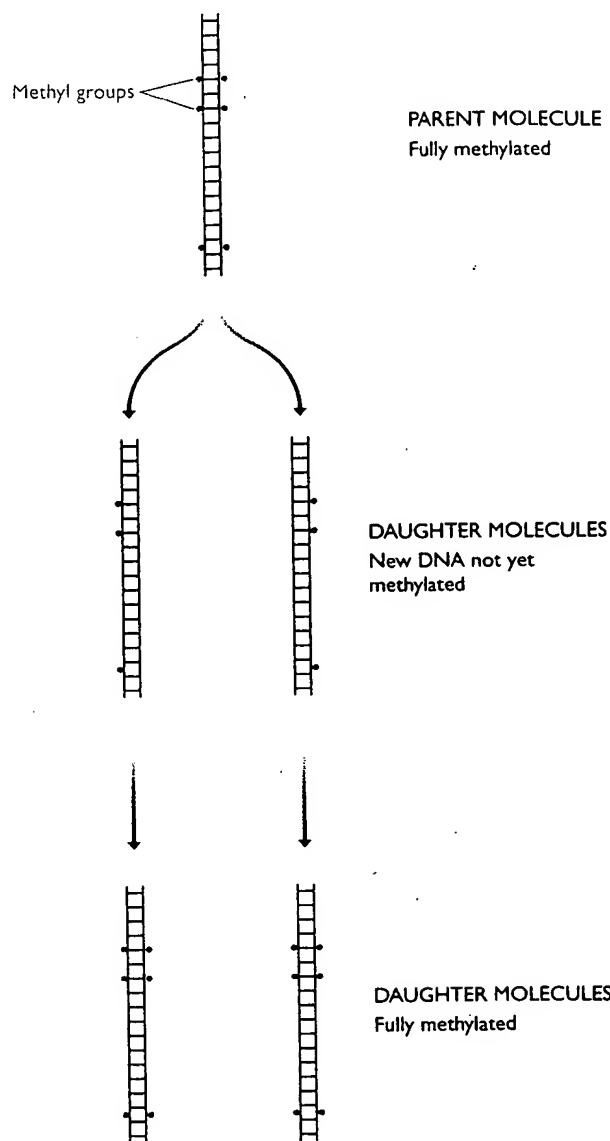 Methyl groups
PARENT MOLECULE
Fully methylated
DAUGHTER MOLECULES
New DNA not yet
methylated
DAUGHTER MOLECULES
Fully methylated